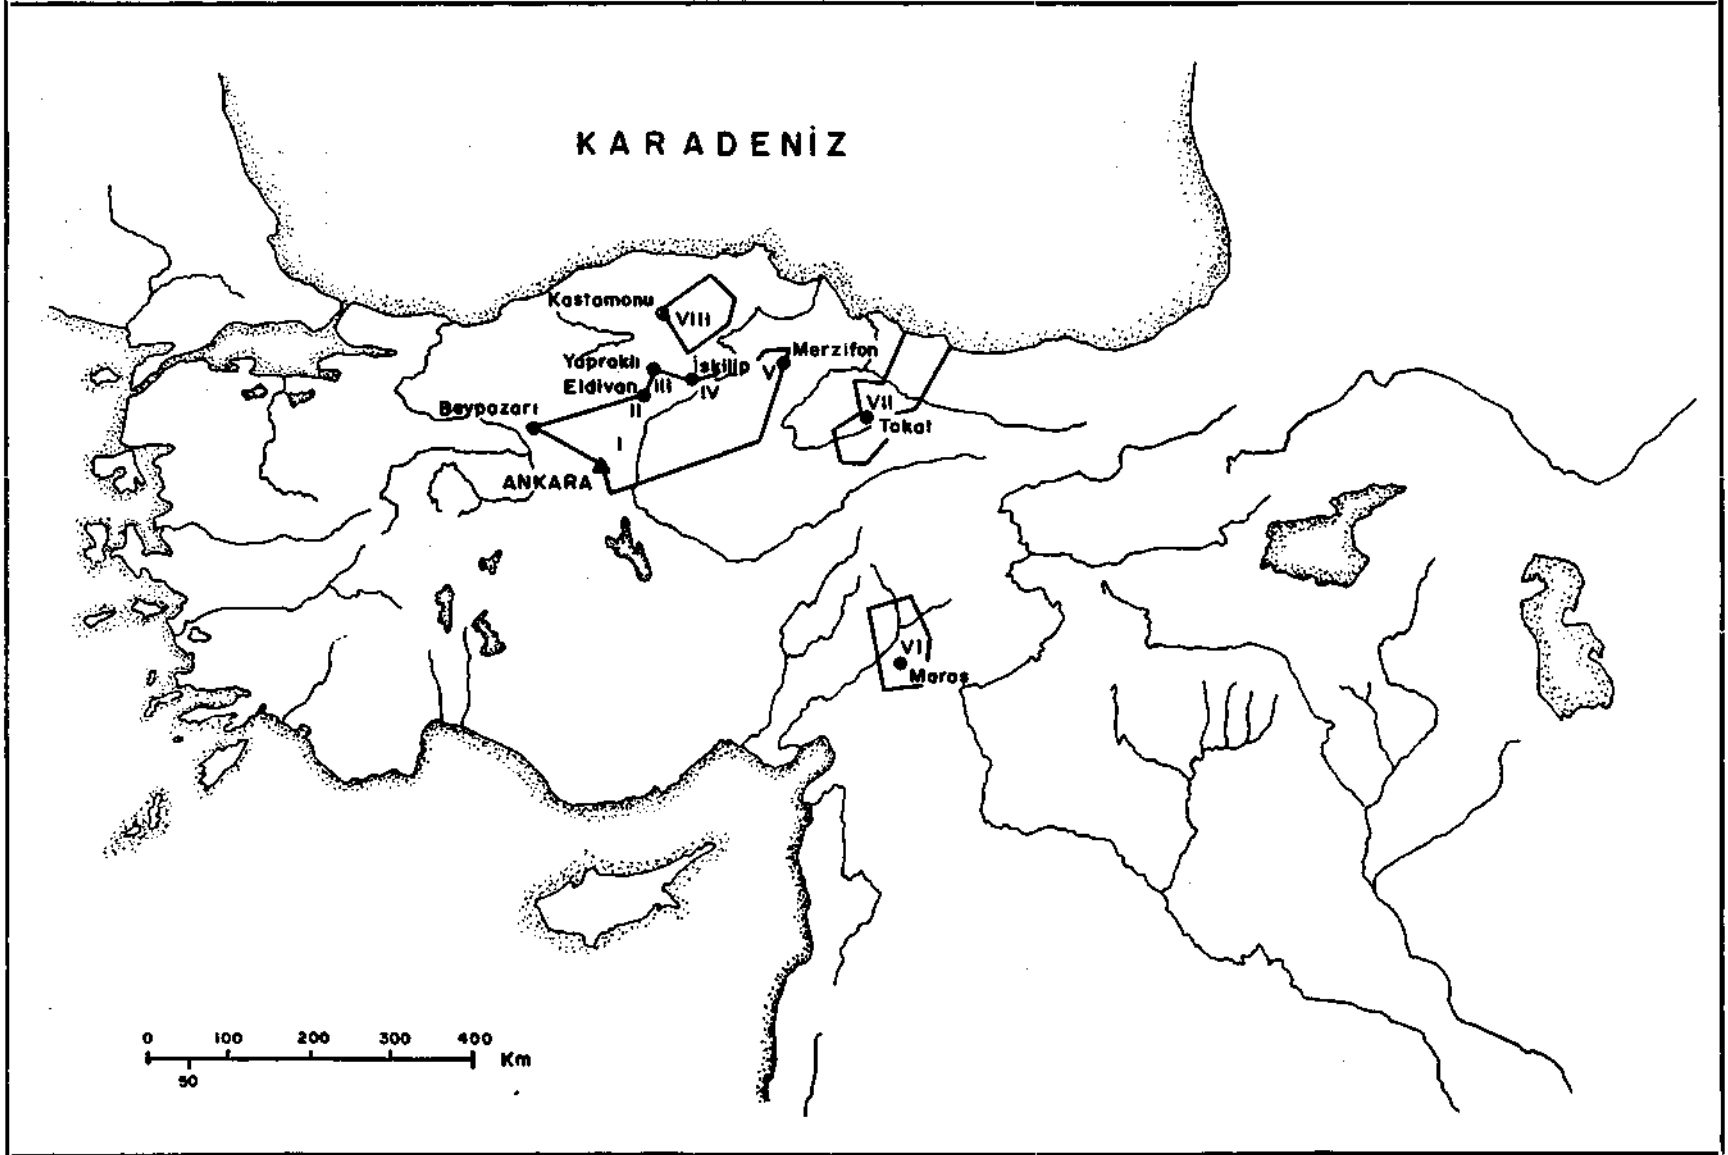 KARADENİZ
Kastamonu
VIII
Yapraklı
İskilip
Merzifon
Eldivan
III
IV
V
II
Beypazarı
VII
Tokat
I
ANKARA
VI
Maraş
0 100 200 300 400 Km
50